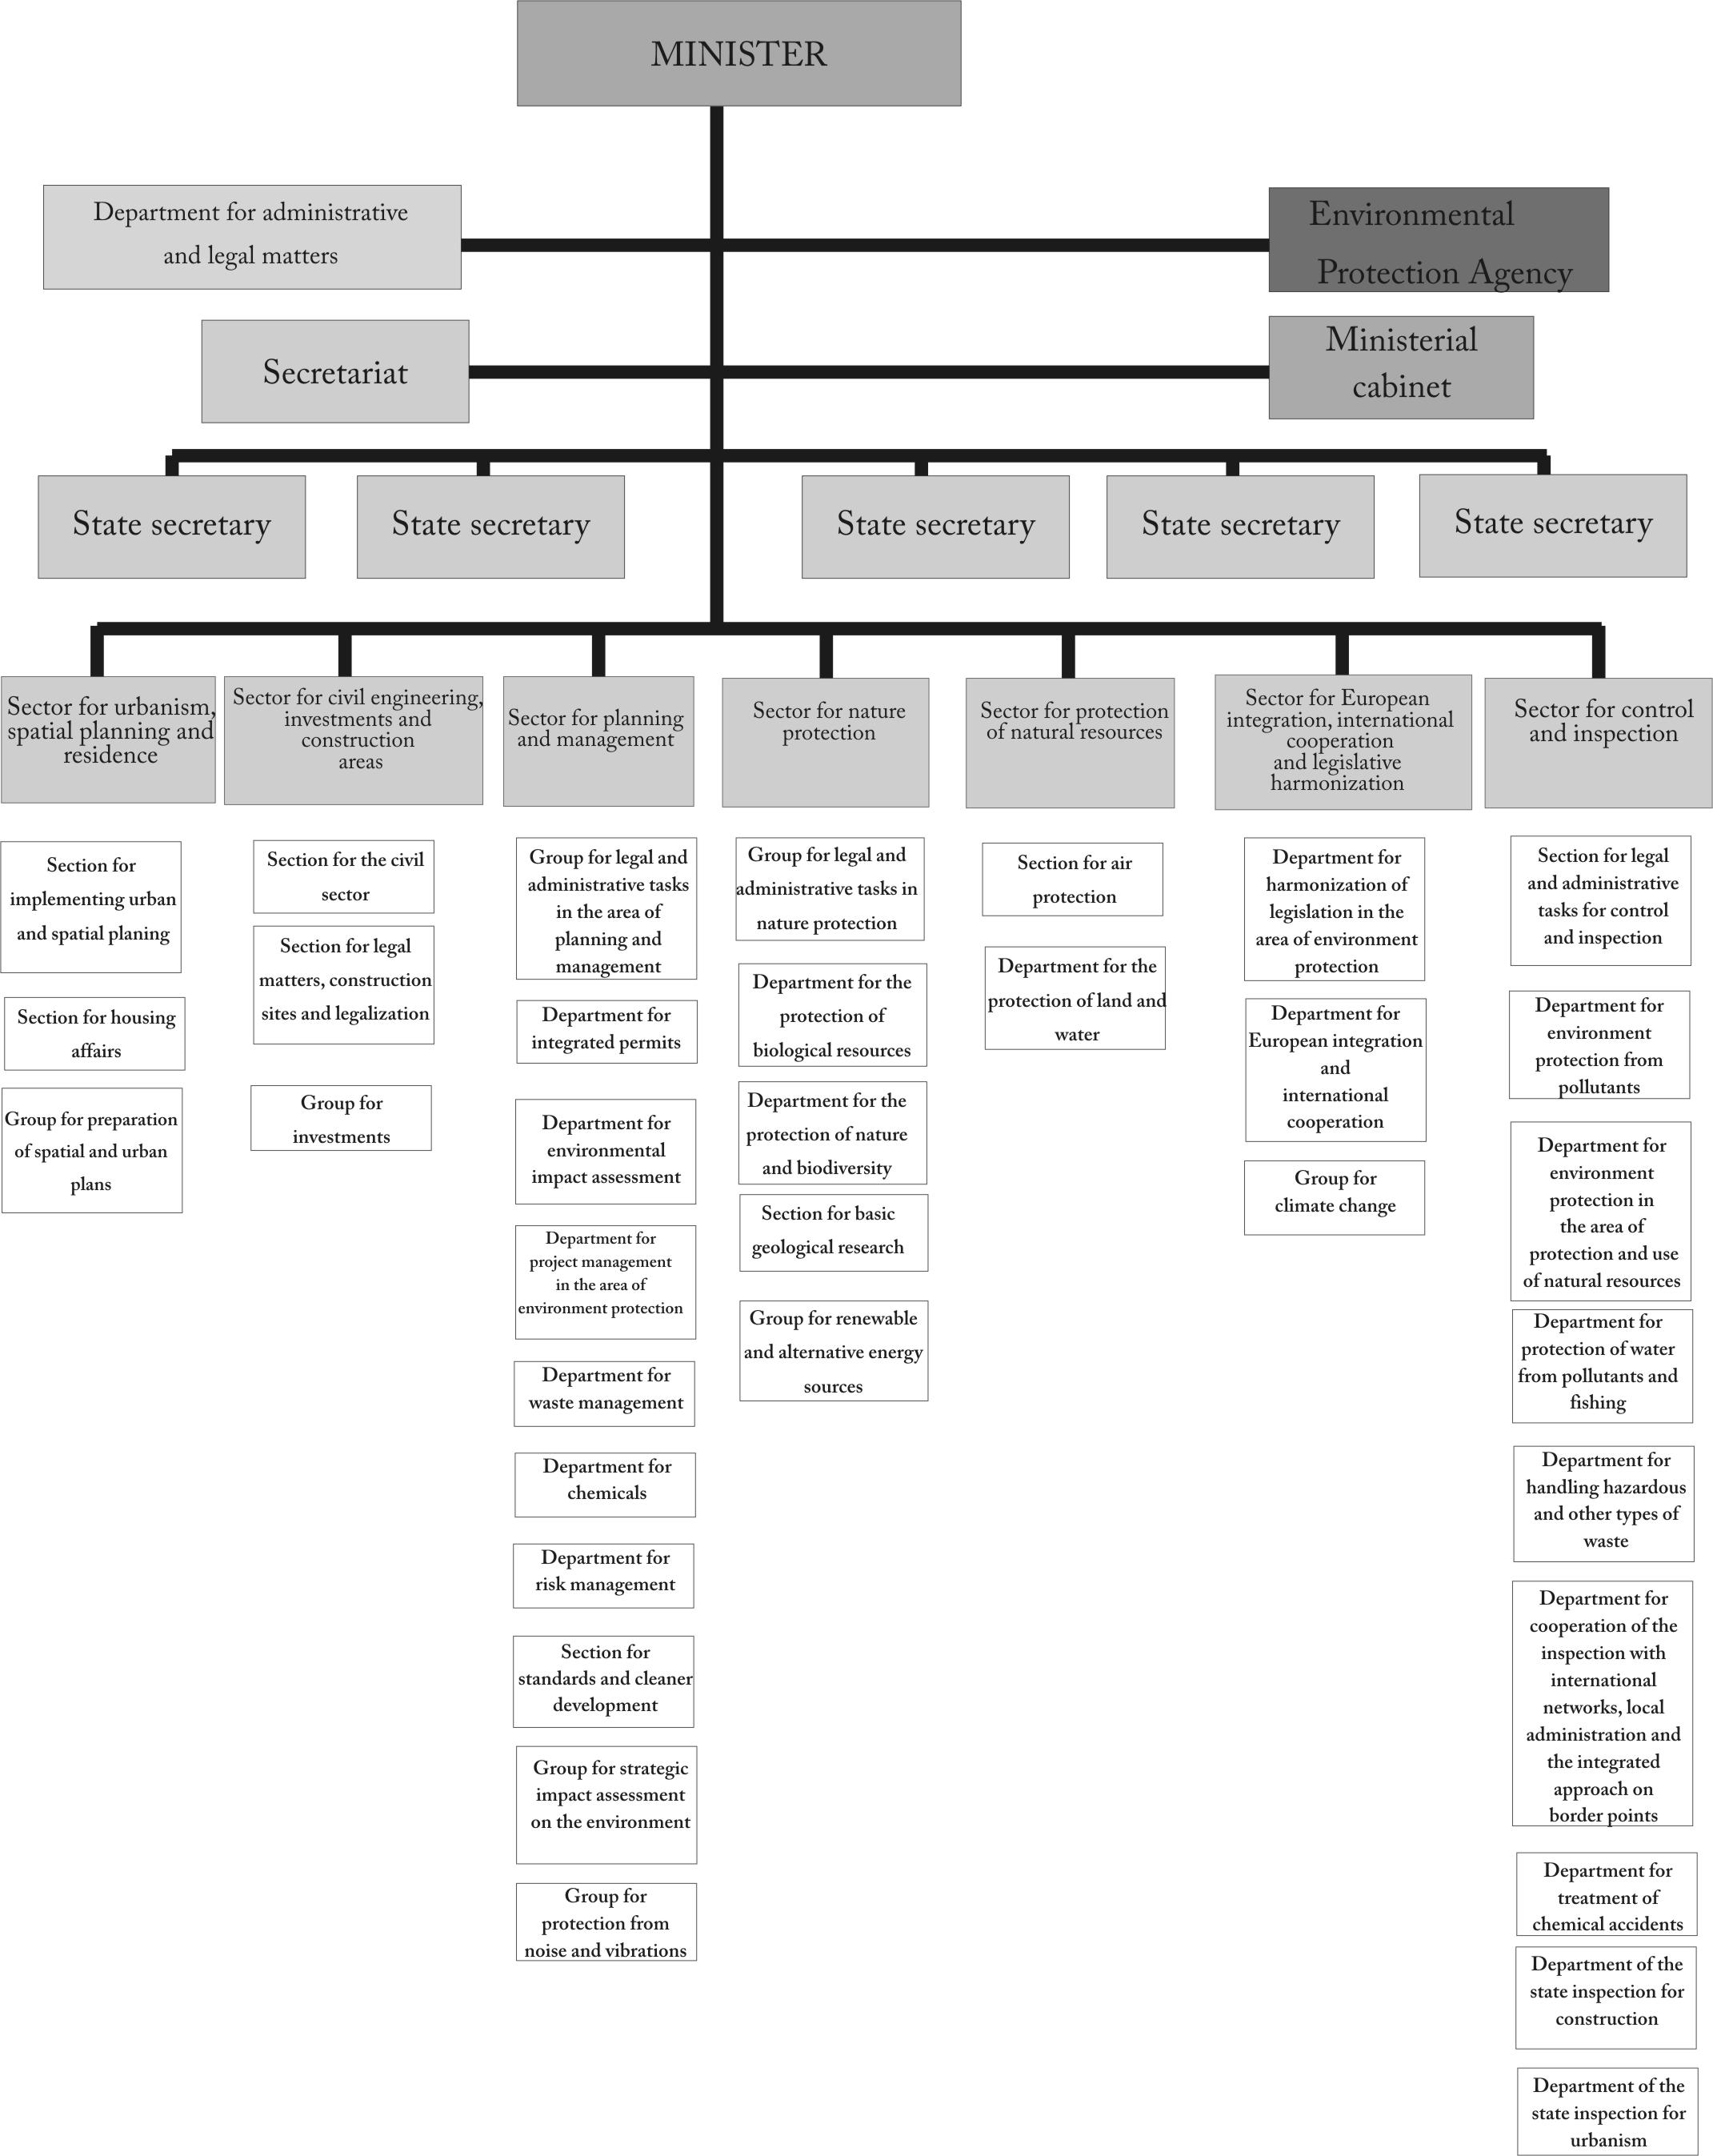 MINISTER
Department for administrative
and legal matters
Environmental
Protection Agency
Secretariat
Ministerial
cabinet
State secretary
State secretary
State secretary
State secretary
State secretary
Sector for urbanism,
spatial planning and
residence
Sector for civil engineering,
investments and
construction
areas
Sector for planning
and management
Sector for nature
protection
Sector for protection
of natural resources
Sector for European
integration, international
cooperation
and legislative
harmonization
Sector for control
and inspection
Section for
implementing urban
and spatial planing
Section for housing
affairs
Group for preparation
of spatial and urban
plans
Section for the civil
sector
Section for legal
matters, construction
sites and legalization
Group for
investments
Group for legal and
administrative tasks
in the area of
planning and
management
Department for
integrated permits
Department for
environmental
impact assessment
Department for
project management
in the area of
environment protection
Department for
waste management
Department for
chemicals
Department for
risk management
Section for
standards and cleaner
development
Group for strategic
impact assessment
on the environment
Group for
protection from
noise and vibrations
Group for legal and
administrative tasks in
nature protection
Department for the
protection of
biological resources
Department for the
protection of nature
and biodiversity
Section for basic
geological research
Group for renewable
and alternative energy
sources
Section for air
protection
Department for the
protection of land and
water
Department for
harmonization of
legislation in the
area of environment
protection
Department for
European integration
and
international
cooperation
Group for
climate change
Section for legal
and administrative
tasks for control
and inspection
Department for
environment
protection from
pollutants
Department for
environment
protection in
the area of
protection and use
of natural resources
Department for
protection of water
from pollutants and
fishing
Department for
handling hazardous
and other types of
waste
Department for
cooperation of the
inspection with
international
networks, local
administration and
the integrated
approach on
border points
Department for
treatment of
chemical accidents
Department of the
state inspection for
construction
Department of the
state inspection for
urbanism